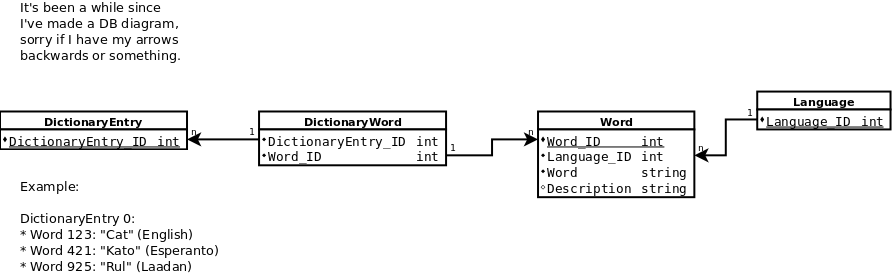 It's been a while since
I've made a DB diagram,
sorry if I have my arrows
backwards or something.
DictionaryEntry
DictionaryEntry_ID int
n
1
DictionaryWord
DictionaryEntry_ID int
Word_ID int
1
n
Word
Word_ID int
Language_ID int
Word string
Description string
n
1
Language
Language_ID int
Example:
DictionaryEntry 0:
* Word 123: "Cat" (English)
* Word 421: "Kato" (Esperanto)
* Word 925: "Rul" (Laadan)